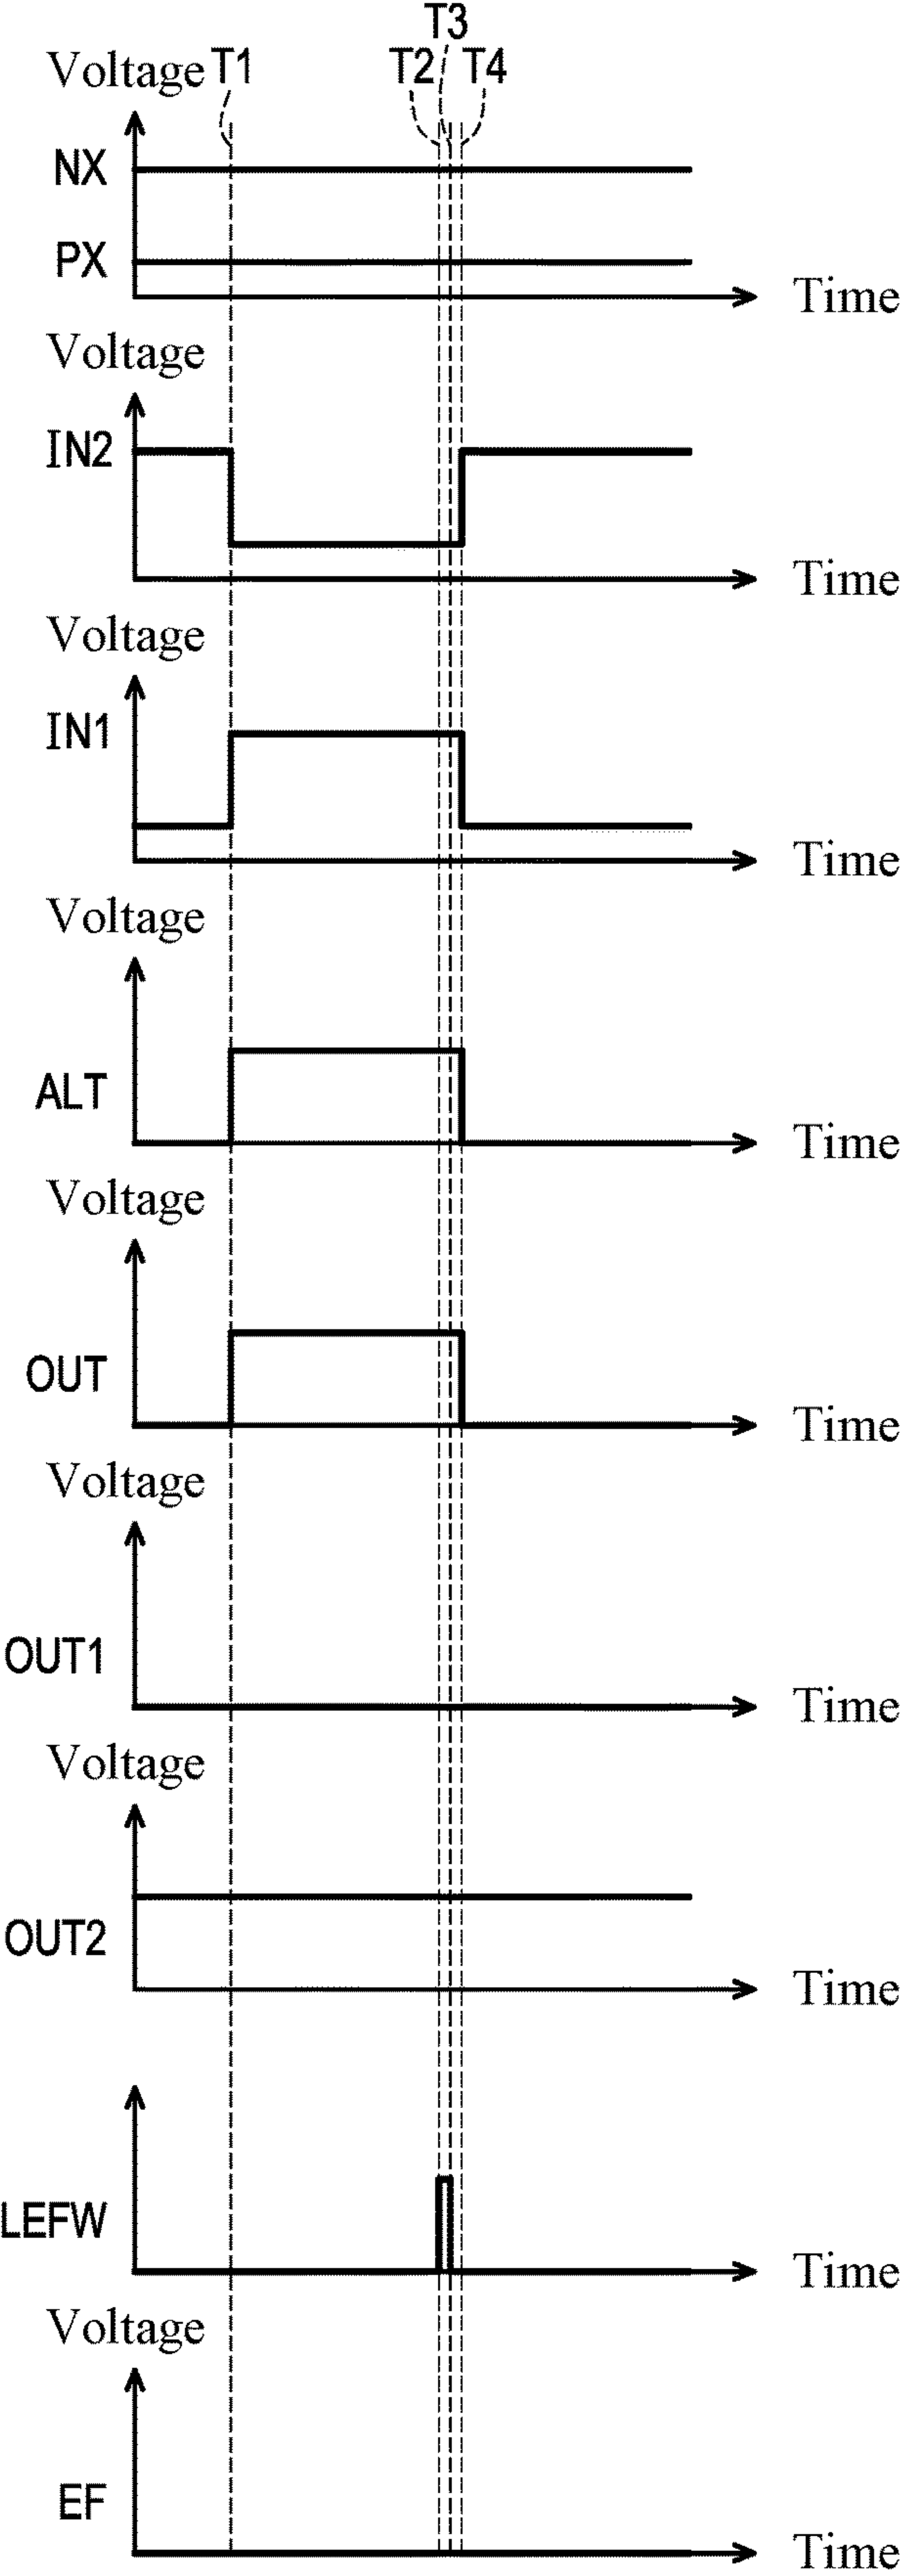 T3
Voltage T1 T2 T4
NX
PX
Time
Voltage
IN2
Time
Voltage
IN1
Time
Voltage
ALT
Time
Voltage
OUT
Time
Voltage
OUT1
Time
Voltage
OUT2
Time
LEFW
Time
Voltage
EF
Time